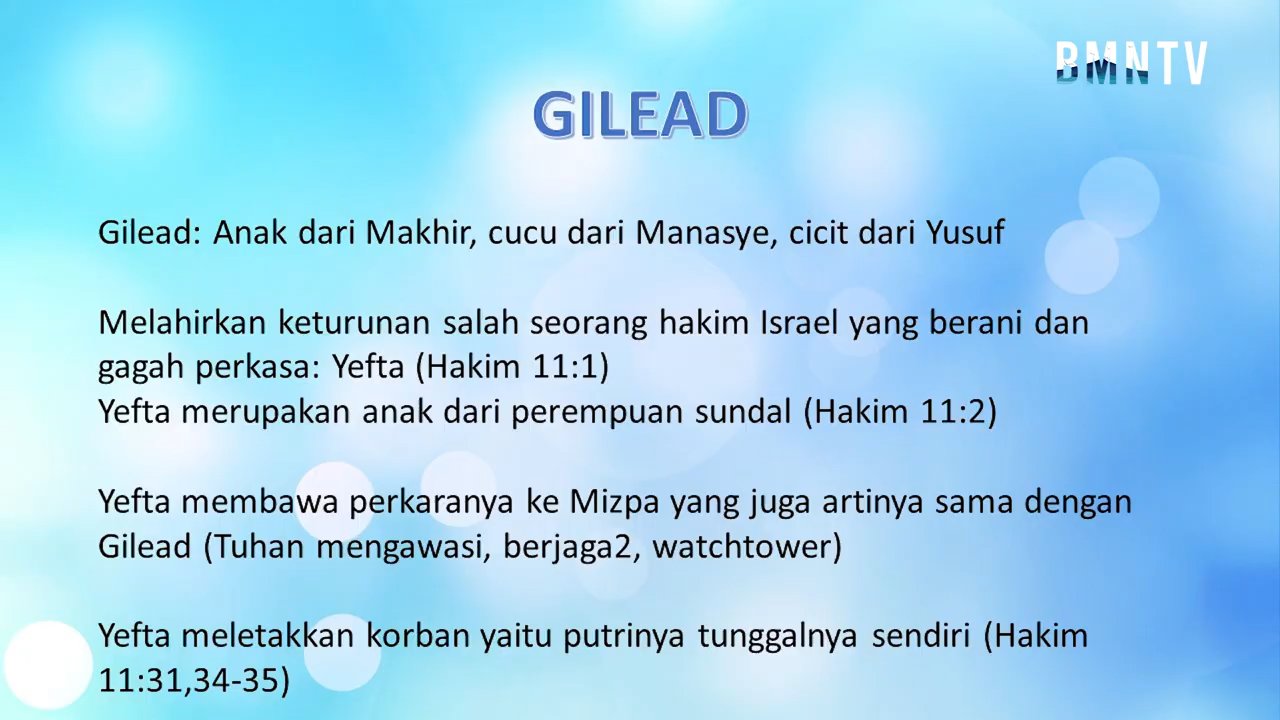 BMNTV
GILEAD
Gilead: Anak dari Makhir, cucu dari Manasye, cicit dari Yusuf
Melahirkan keturunan salah seorang hakim Israel yang berani dan
gagah perkasa: Yefta (Hakim 11:1)
Yefta merupakan anak dari perempuan sundal (Hakim 11:2)
Yefta membawa perkaranya ke Mizpa yang juga artinya sama dengan
Gilead (Tuhan mengawasi, berjaga2, watchtower)
Yefta meletakkan korban yaitu putrinya tunggalnya sendiri (Hakim
11:31,34-35)